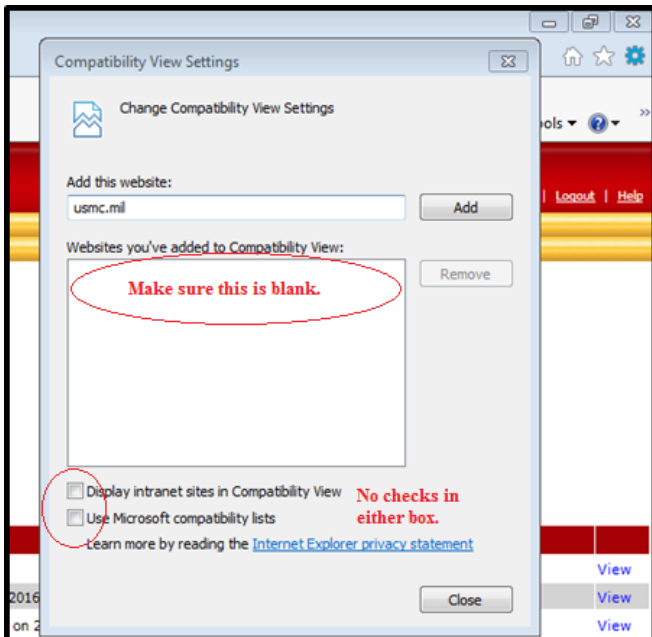 Compatibility View Settings
Change Compatibility View Settings
ools
Add this website:
usmc.mil
Add
| Logout | Help
Websites you've added to Compatibility View:
Remove
Make sure this is blank.
Display intranet sites in Compatibility View
Use Microsoft compatibility lists
No checks in
either box.
Learn more by reading the Internet Explorer privacy statement
View
2016
Close
View
on 2
View